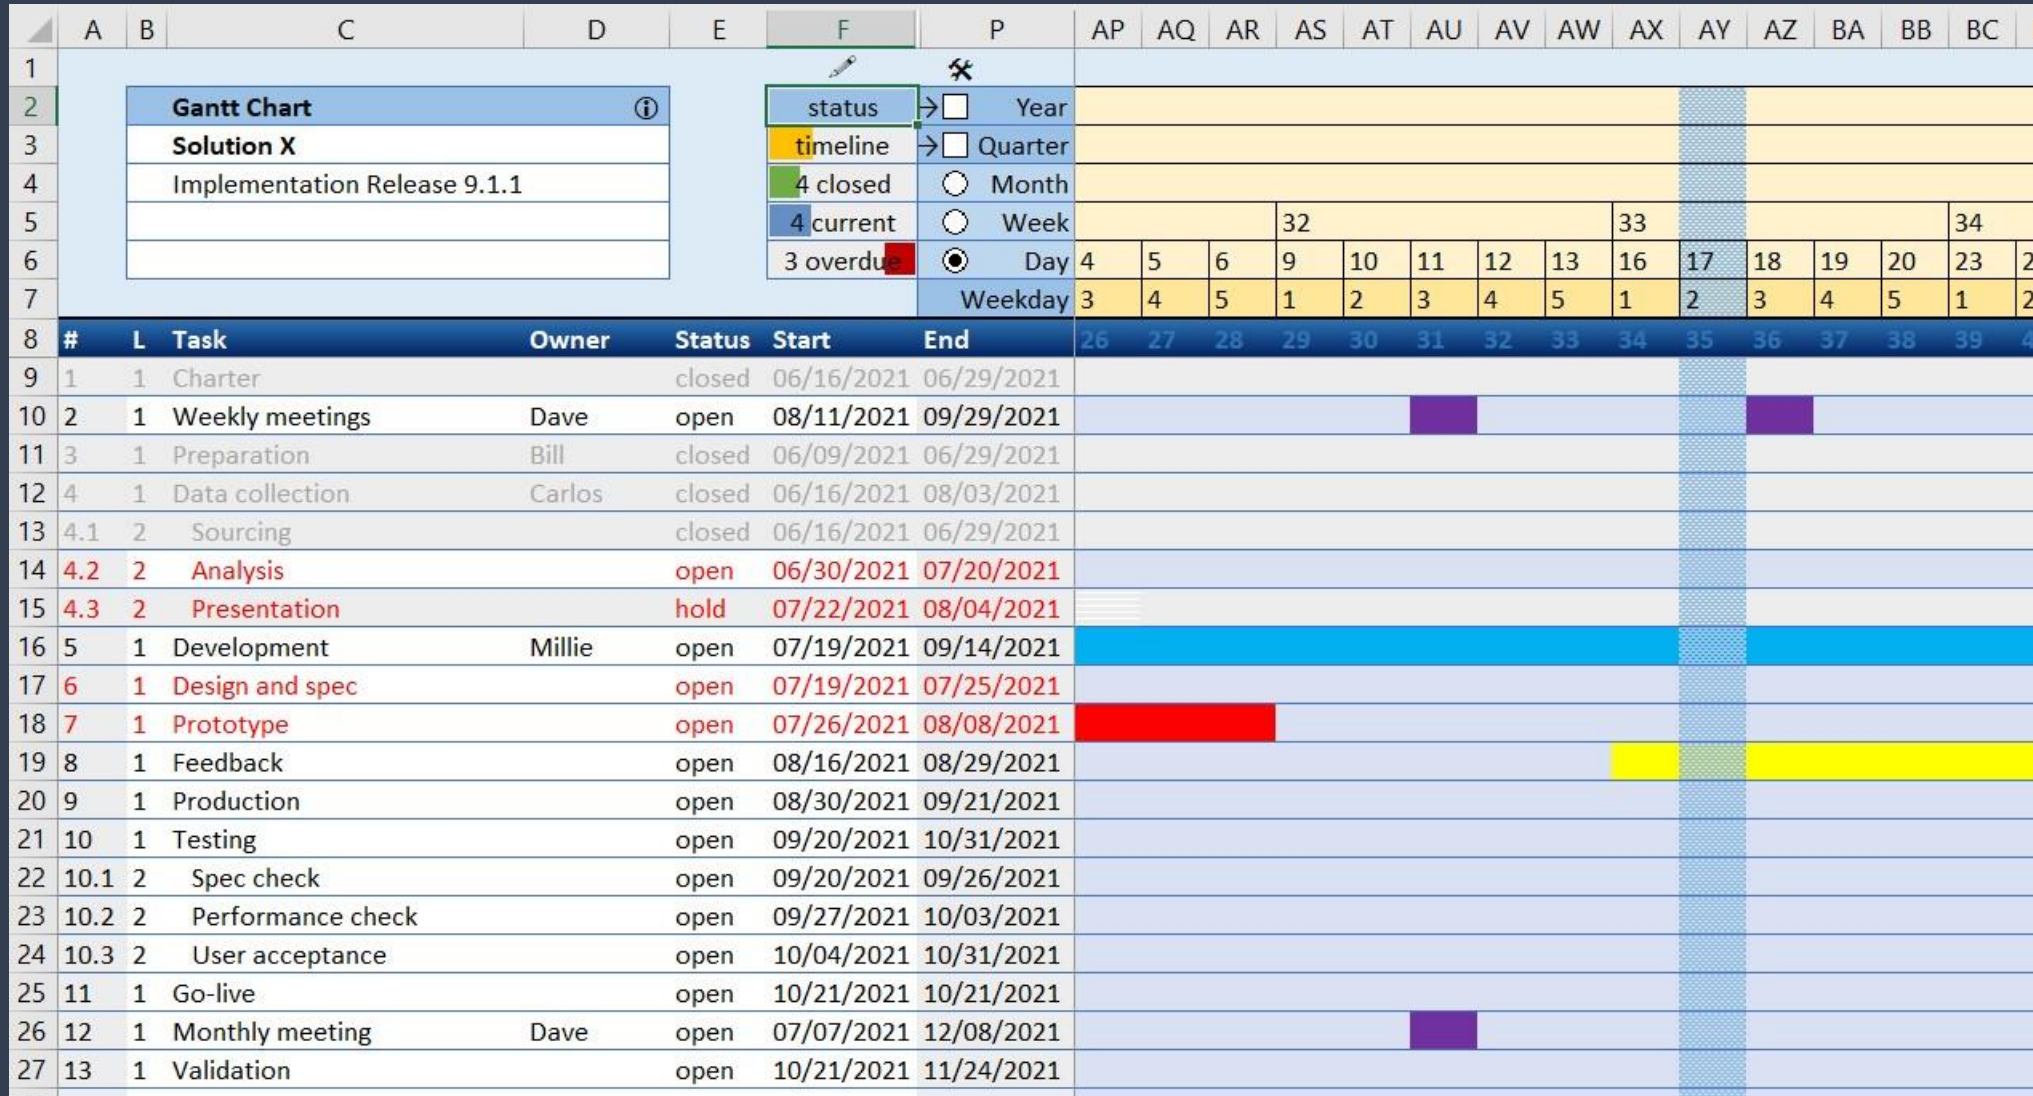 A B C D E F P AP AQ AR AS AT AU AV AW AX AY AZ BA BB BC
1
2 Gantt Chart status → Year
3 Solution X timeline → Quarter
4 Implementation Release 9.1.1 4 closed Month
5 4 current Week 32 33 34
6 3 overdue Day 4 5 6 9 10 11 12 13 16 17 18 19 20 23 2
7 Weekday 3 4 5 1 2 3 4 5 1 2 3 4 5 1 2
8 # L Task Owner Status Start End 26 27 28 29 30 31 32 33 34 35 36 37 38 39 4
9 1 1 Charter closed 06/16/2021 06/29/2021
10 2 1 Weekly meetings Dave open 08/11/2021 09/29/2021
11 3 1 Preparation Bill closed 06/09/2021 06/29/2021
12 4 1 Data collection Carlos closed 06/16/2021 08/03/2021
13 4.1 2 Sourcing closed 06/16/2021 06/29/2021
14 4.2 2 Analysis open 06/30/2021 07/20/2021
15 4.3 2 Presentation hold 07/22/2021 08/04/2021
16 5 1 Development Millie open 07/19/2021 09/14/2021
17 6 1 Design and spec open 07/19/2021 07/25/2021
18 7 1 Prototype open 07/26/2021 08/08/2021
19 8 1 Feedback open 08/16/2021 08/29/2021
20 9 1 Production open 08/30/2021 09/21/2021
21 10 1 Testing open 09/20/2021 10/31/2021
22 10.1 2 Spec check open 09/20/2021 09/26/2021
23 10.2 2 Performance check open 09/27/2021 10/03/2021
24 10.3 2 User acceptance open 10/04/2021 10/31/2021
25 11 1 Go-live open 10/21/2021 10/21/2021
26 12 1 Monthly meeting Dave open 07/07/2021 12/08/2021
27 13 1 Validation open 10/21/2021 11/24/2021